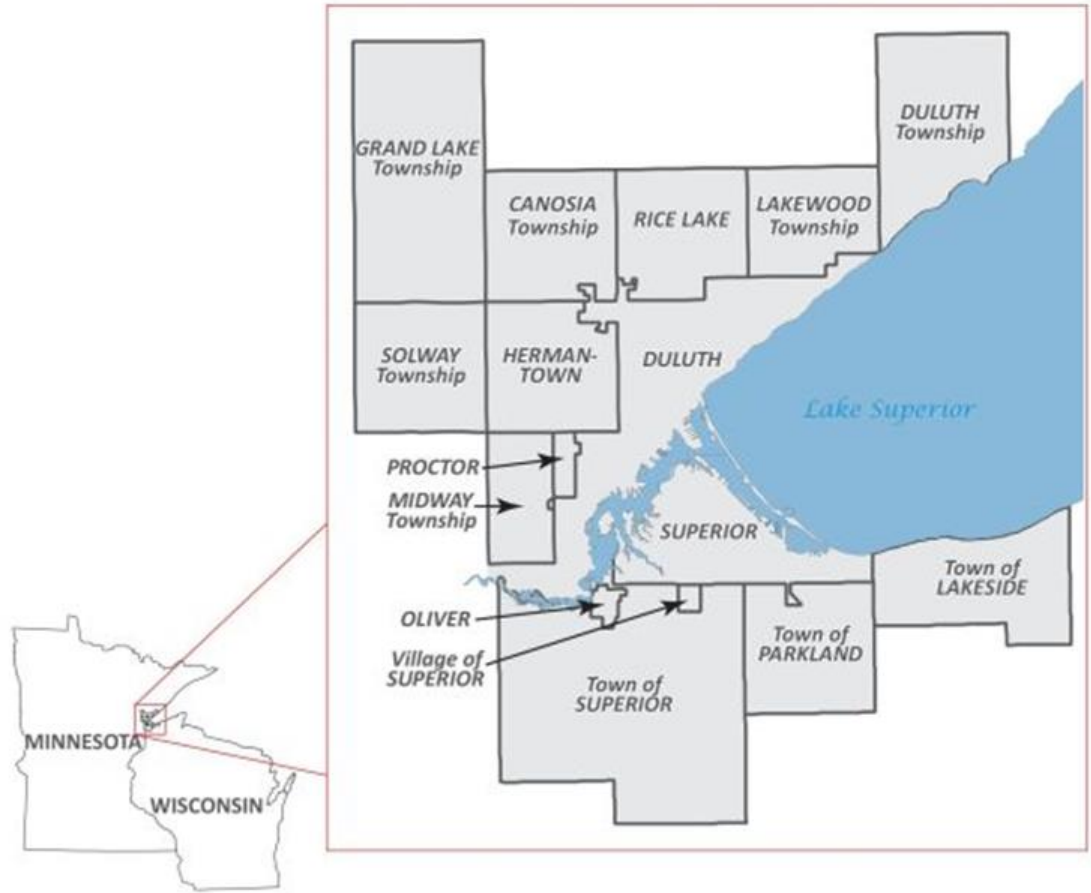 DULUTH
Township
GRAND LAKE
Township
CANOSIA
Township
RICE LAKE
LAKEWOOD
Township
SOLWAY
Township
HERMAN-
TOWN
DULUTH
Lake Superior
PROCTOR
MIDWAY
Township
SUPERIOR
Town of
LAKESIDE
OLIVER
Village of
SUPERIOR
Town of
SUPERIOR
Town of
PARKLAND
MINNESOTA
WISCONSIN